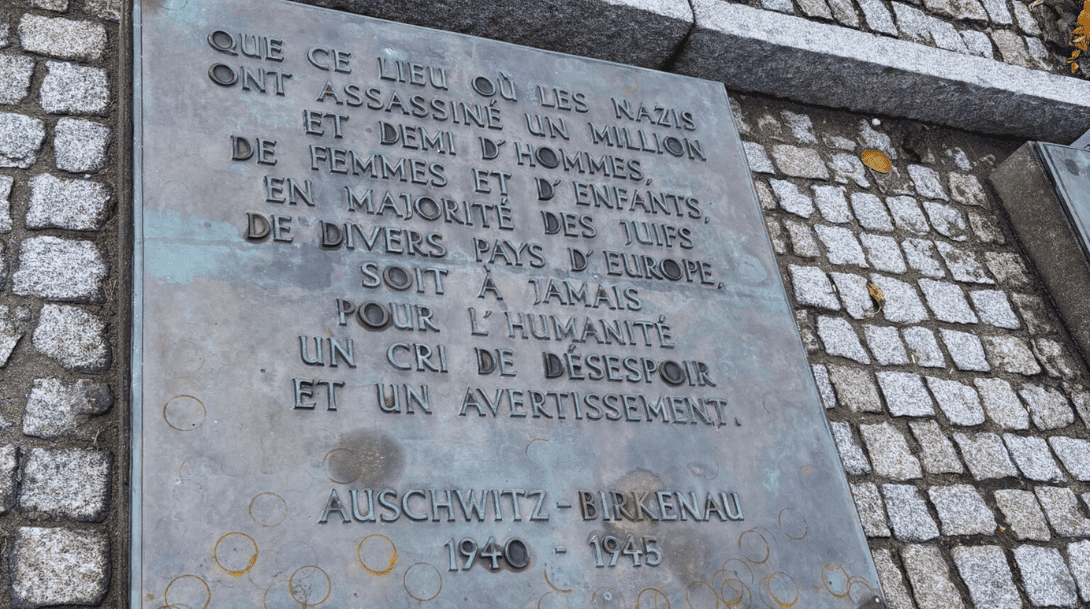 QUE CE LIEU OÙ LES NAZIS
ONT ASSASSINÉ UN MILLION
ET DEMI D'HOMMES,
DE FEMMES ET D'ENFANTS,
EN MAJORITÉ DES JUIFS
DE DIVERS PAYS D'EUROPE,
SOIT À JAMAIS
POUR L'HUMANITÉ
UN CRI DE DÉSESPOIR
ET UN AVERTISSEMENT.
AUSCHWITZ - BIRKENAU
1940 - 1945